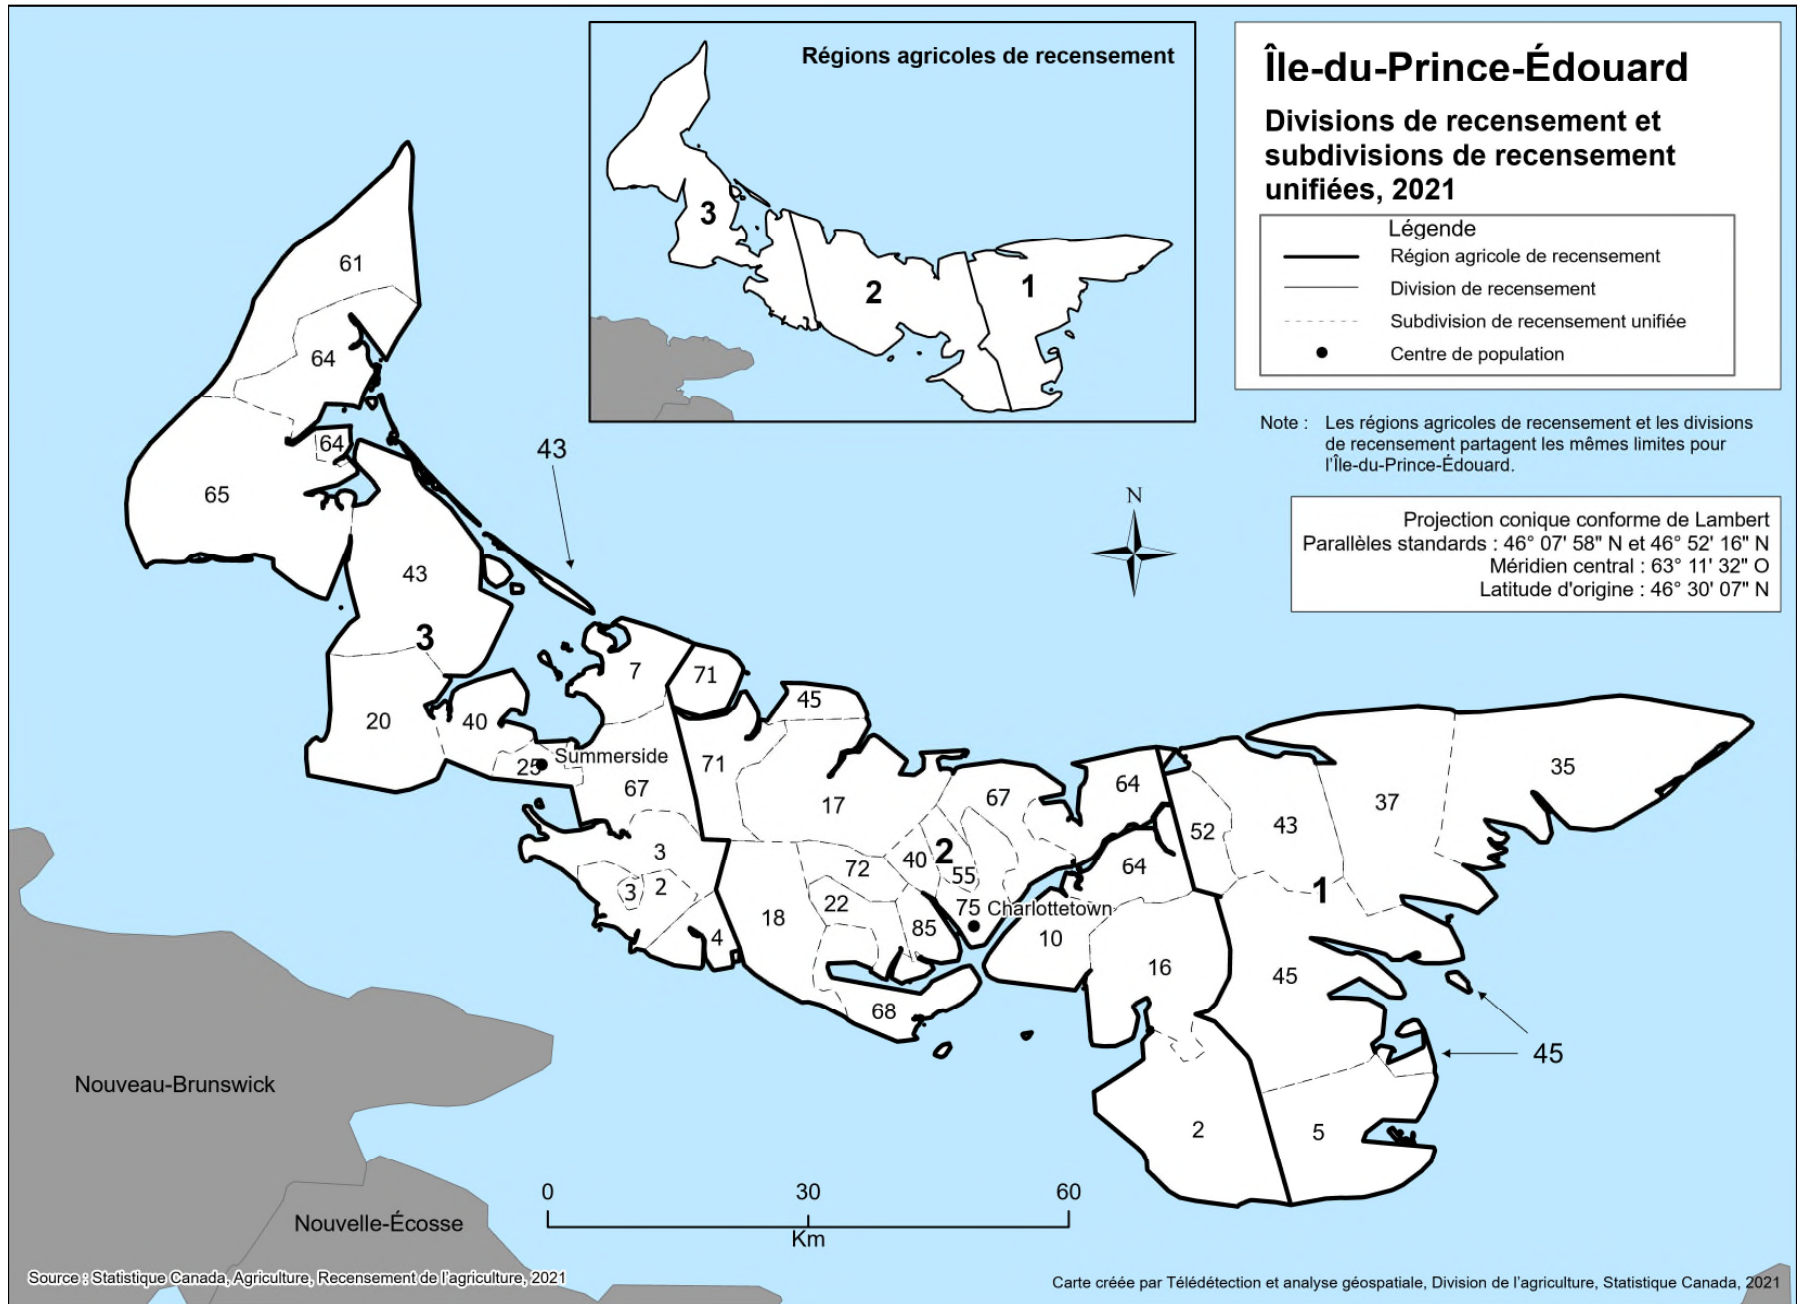 Régions agricoles de recensement
3
2
1
Île-du-Prince-Édouard
Divisions de recensement et
subdivisions de recensement
unifiées, 2021
Légende
Région agricole de recensement
Division de recensement
Subdivision de recensement unifiée
Centre de population
Note : Les régions agricoles de recensement et les divisions
de recensement partagent les mêmes limites pour
l'Île-du-Prince-Édouard.
N
Projection conique conforme de Lambert
Parallèles standards : 46° 07' 58" N et 46° 52' 16" N
Méridien central : 63° 11' 32" O
Latitude d'origine : 46° 30' 07" N
61
64
64
65
43
43
3
20
40
25
Summerside
7
67
3
3
2
4
71
71
45
17
67
2
40
55
72
22
18
85
75
Charlottetown
68
64
64
10
16
2
52
43
37
35
1
45
45
5
Nouveau-Brunswick
Nouvelle-Écosse
0 30 60
Km
Source : Statistique Canada, Agriculture, Recensement de l'agriculture, 2021
Carte créée par Télédétection et analyse géospatiale, Division de l'agriculture, Statistique Canada, 2021